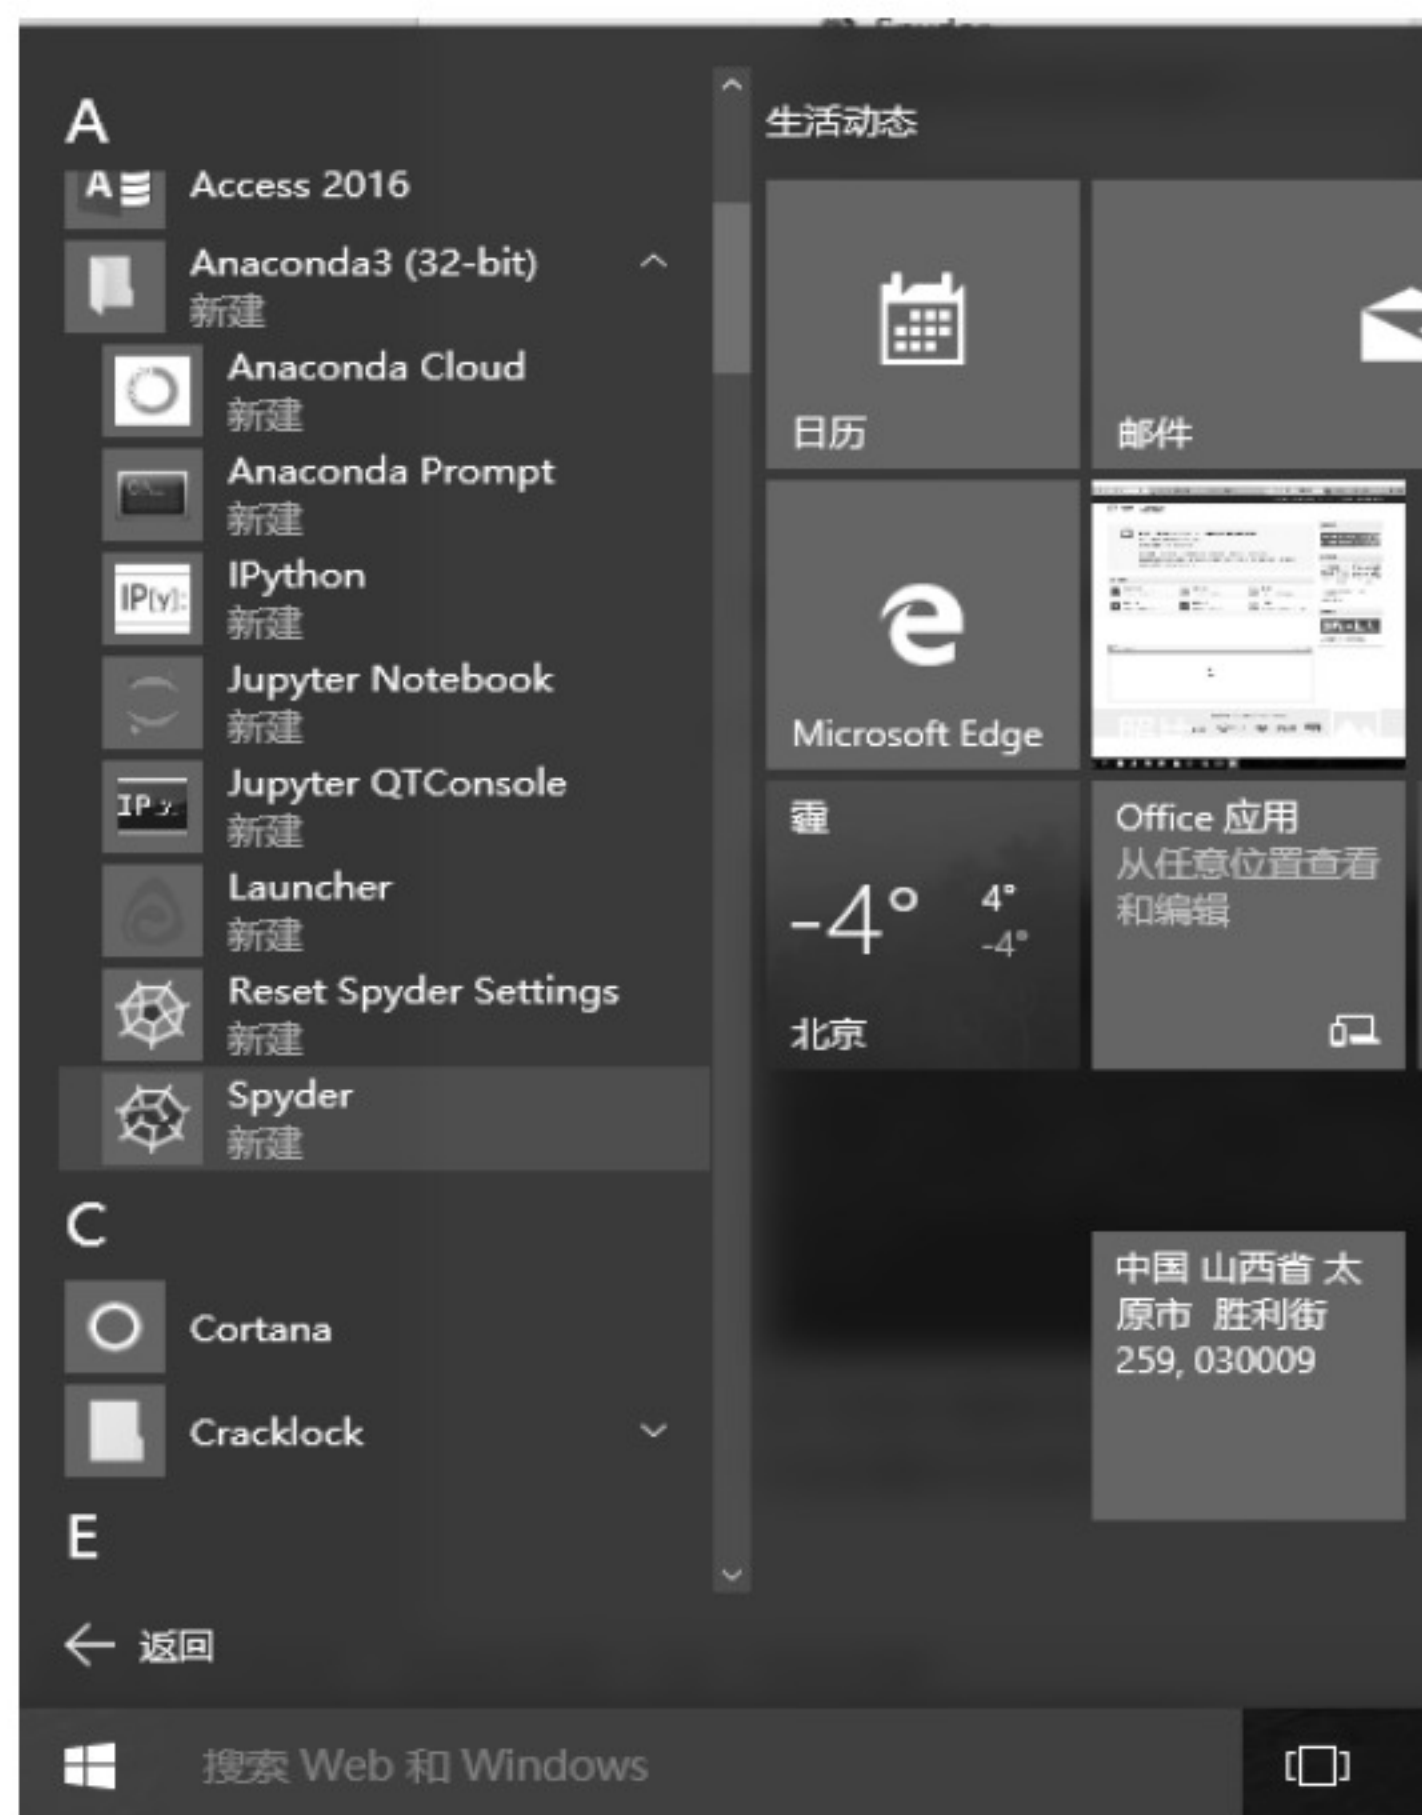 A
Access 2016
Anaconda3 (32-bit)
新建
Anaconda Cloud
新建
Anaconda Prompt
新建
IPython
新建
Jupyter Notebook
新建
Jupyter QTConsole
新建
Launcher
新建
Reset Spyder Settings
新建
Spyder
新建
C
Cortana
Cracklock
E
返回
搜索 Web 和 Windows
生活动态
日历
邮件
Microsoft Edge
照片
霾
-4°
4°
-4°
北京
Office 应用
从任意位置查看
和编辑
中国 山西省 太
原市 胜利街
259, 030009